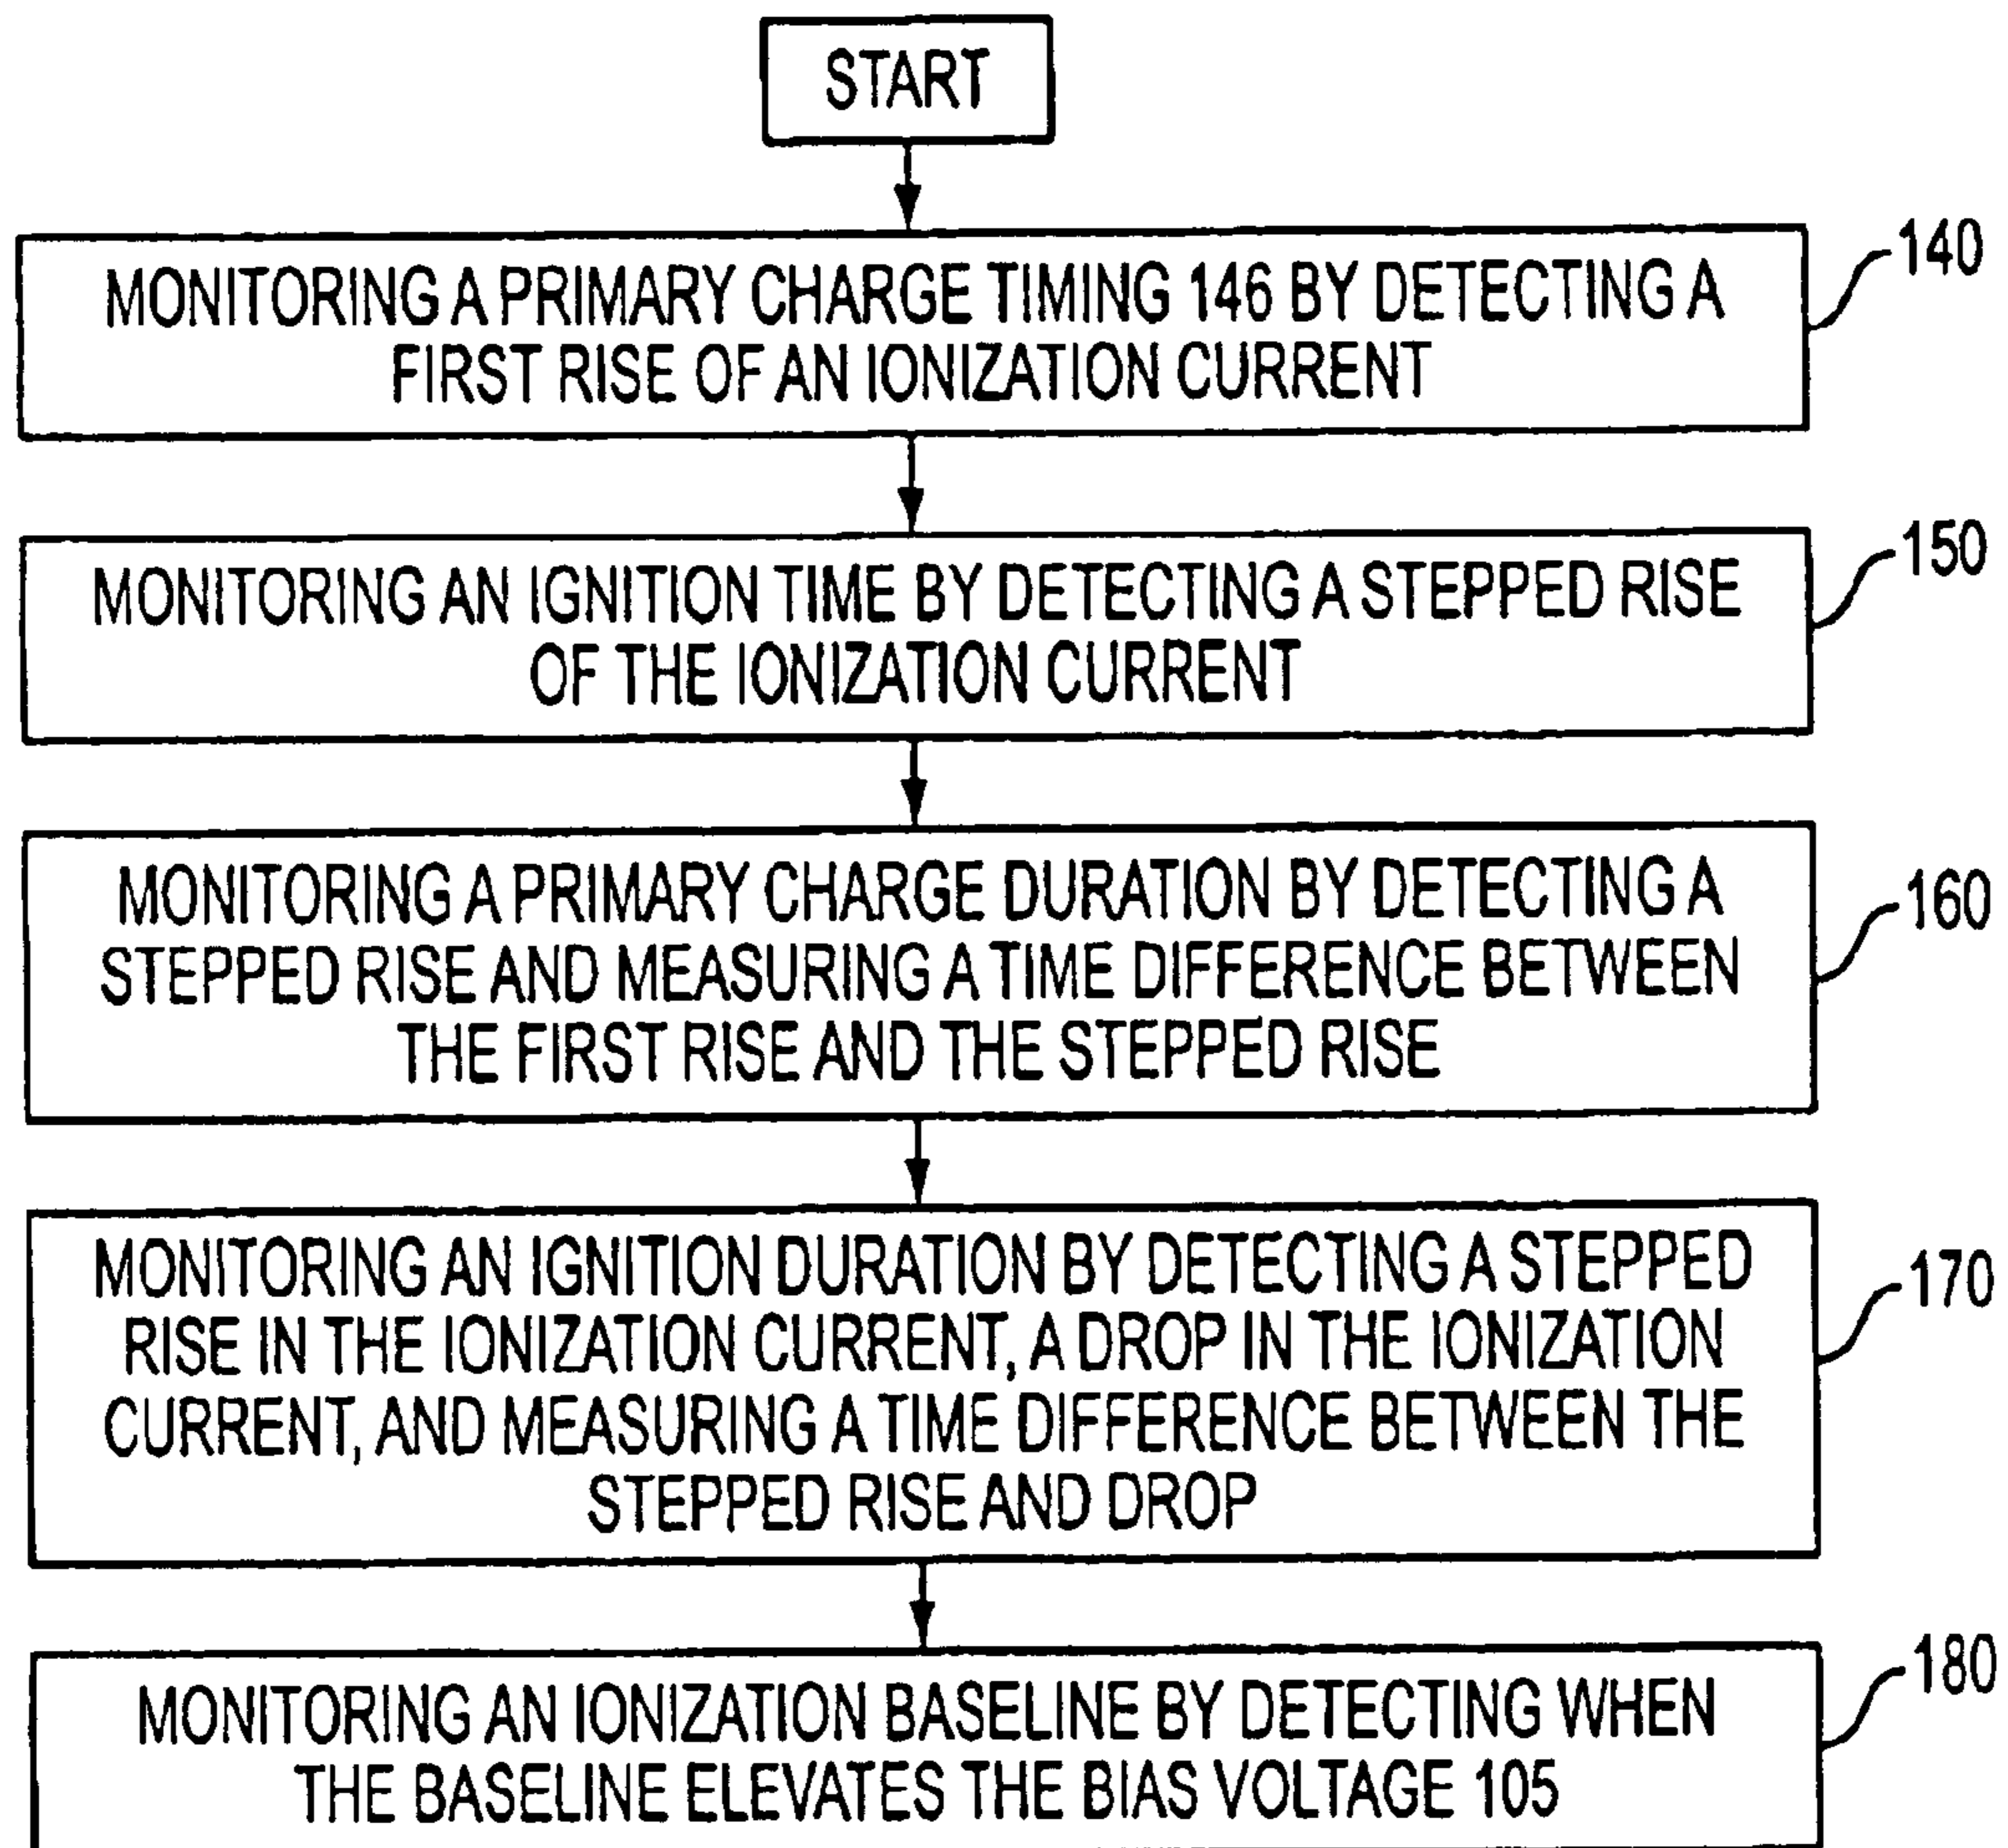 START
MONITORING A PRIMARY CHARGE TIMING 146 BY DETECTING A
FIRST RISE OF AN IONIZATION CURRENT
140
MONITORING AN IGNITION TIME BY DETECTING A STEPPED RISE
OF THE IONIZATION CURRENT
150
MONITORING A PRIMARY CHARGE DURATION BY DETECTING A
STEPPED RISE AND MEASURING A TIME DIFFERENCE BETWEEN
THE FIRST RISE AND THE STEPPED RISE
160
MONITORING AN IGNITION DURATION BY DETECTING A STEPPED
RISE IN THE IONIZATION CURRENT, A DROP IN THE IONIZATION
CURRENT, AND MEASURING A TIME DIFFERENCE BETWEEN THE
STEPPED RISE AND DROP
170
MONITORING AN IONIZATION BASELINE BY DETECTING WHEN
THE BASELINE ELEVATES THE BIAS VOLTAGE 105
180